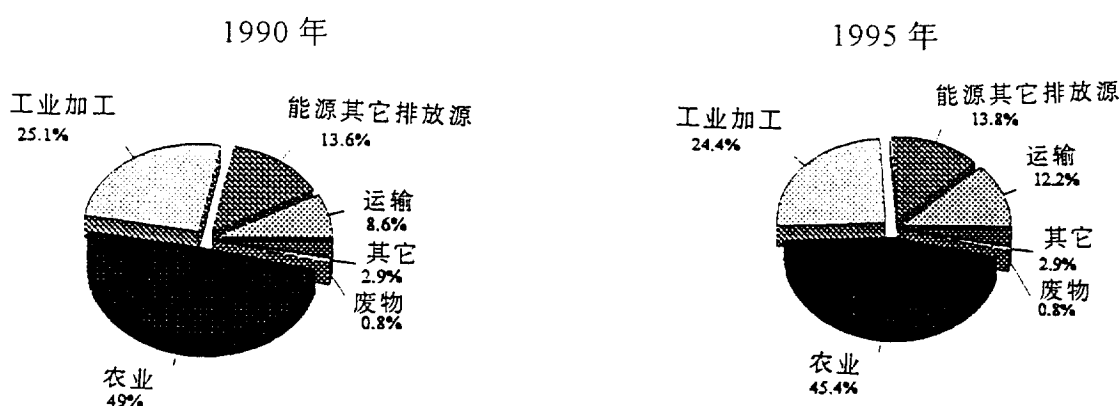 1990 年
工业加工
25.1%
能源其它排放源
13.6%
运输
8.6%
其它
2.9%
废物
0.8%
农业
49%
1995 年
工业加工
24.4%
能源其它排放源
13.8%
运输
12.2%
其它
2.9%
废物
0.8%
农业
45.4%